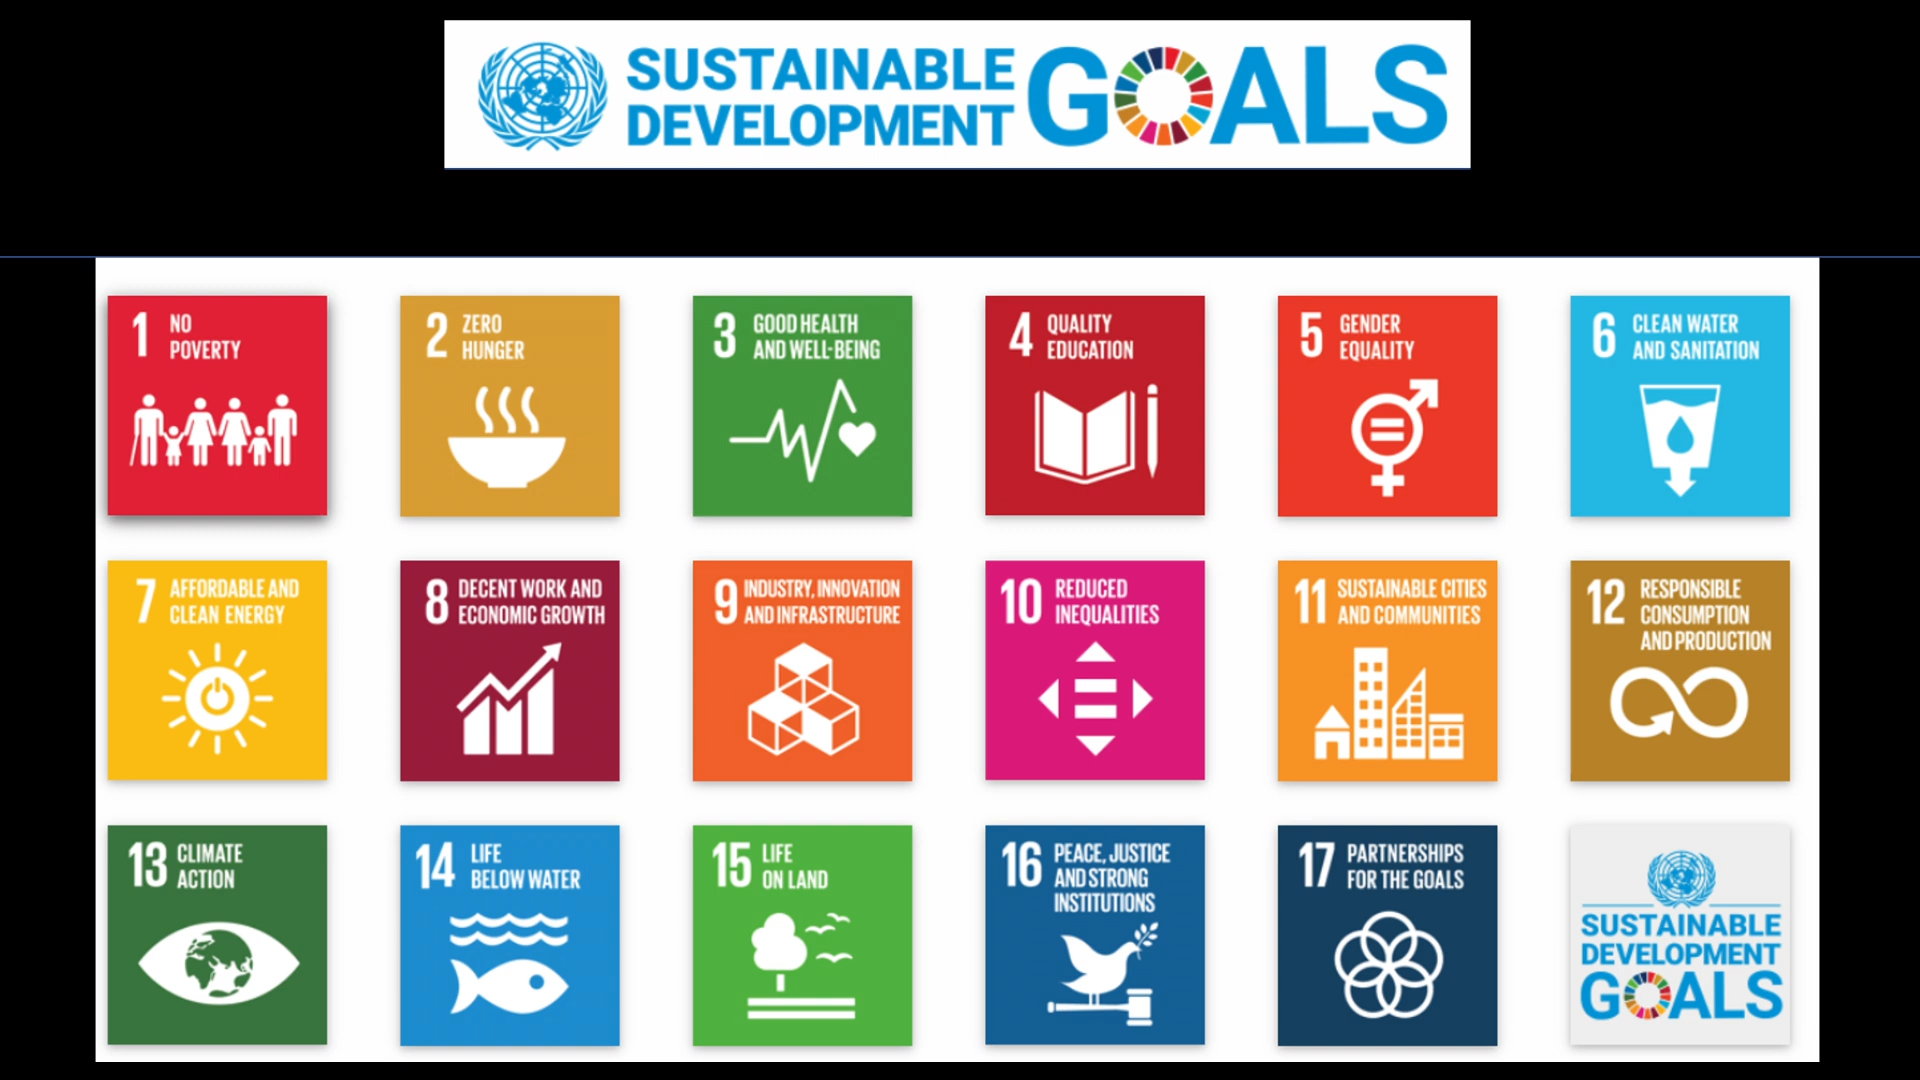 SUSTAINABLE
DEVELOPMENT
GOALS
1 NO
POVERTY
2 ZERO
HUNGER
3 GOOD HEALTH
AND WELL-BEING
4 QUALITY
EDUCATION
5 GENDER
EQUALITY
6 CLEAN WATER
AND SANITATION
7 AFFORDABLE AND
CLEAN ENERGY
8 DECENT WORK AND
ECONOMIC GROWTH
9 INDUSTRY, INNOVATION
AND INFRASTRUCTURE
10 REDUCED
INEQUALITIES
11 SUSTAINABLE CITIES
AND COMMUNITIES
12 RESPONSIBLE
CONSUMPTION
AND PRODUCTION
13 CLIMATE
ACTION
14 LIFE
BELOW WATER
15 LIFE
ON LAND
16 PEACE, JUSTICE
AND STRONG
INSTITUTIONS
17 PARTNERSHIPS
FOR THE GOALS
SUSTAINABLE
DEVELOPMENT
GOALS